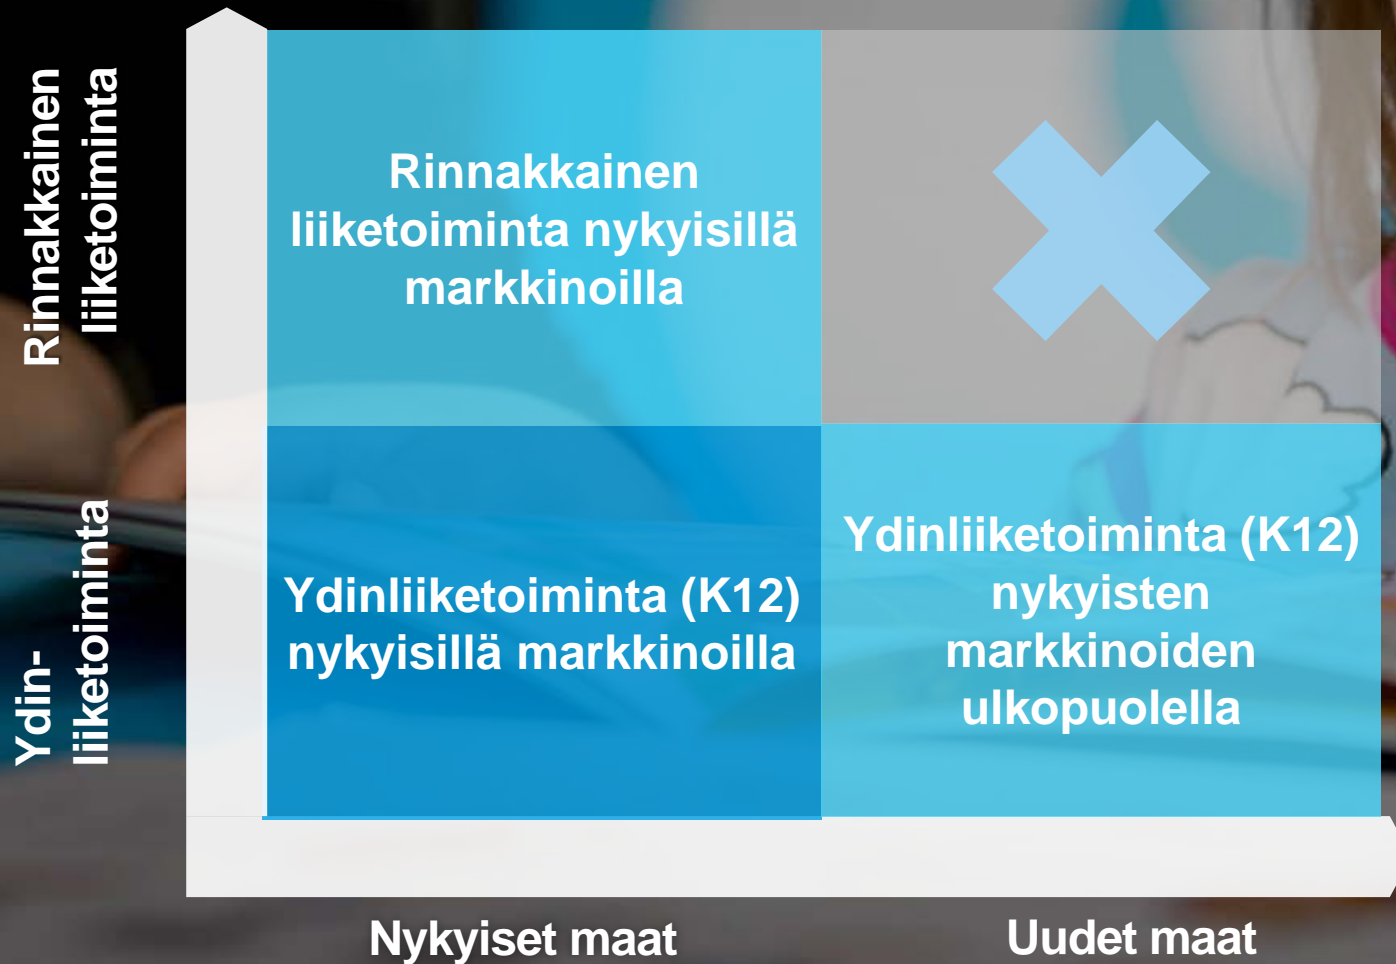 Rinnakkainen
liiketoiminta
Rinnakkainen
liiketoiminta nykyisillä
markkinoilla
Ydin-
liiketoiminta
Ydinliiketoiminta (K12)
nykyisillä markkinoilla
Ydinliiketoiminta (K12)
nykyisten
markkinoiden
ulkopuolella
Nykyiset maat
Uudet maat